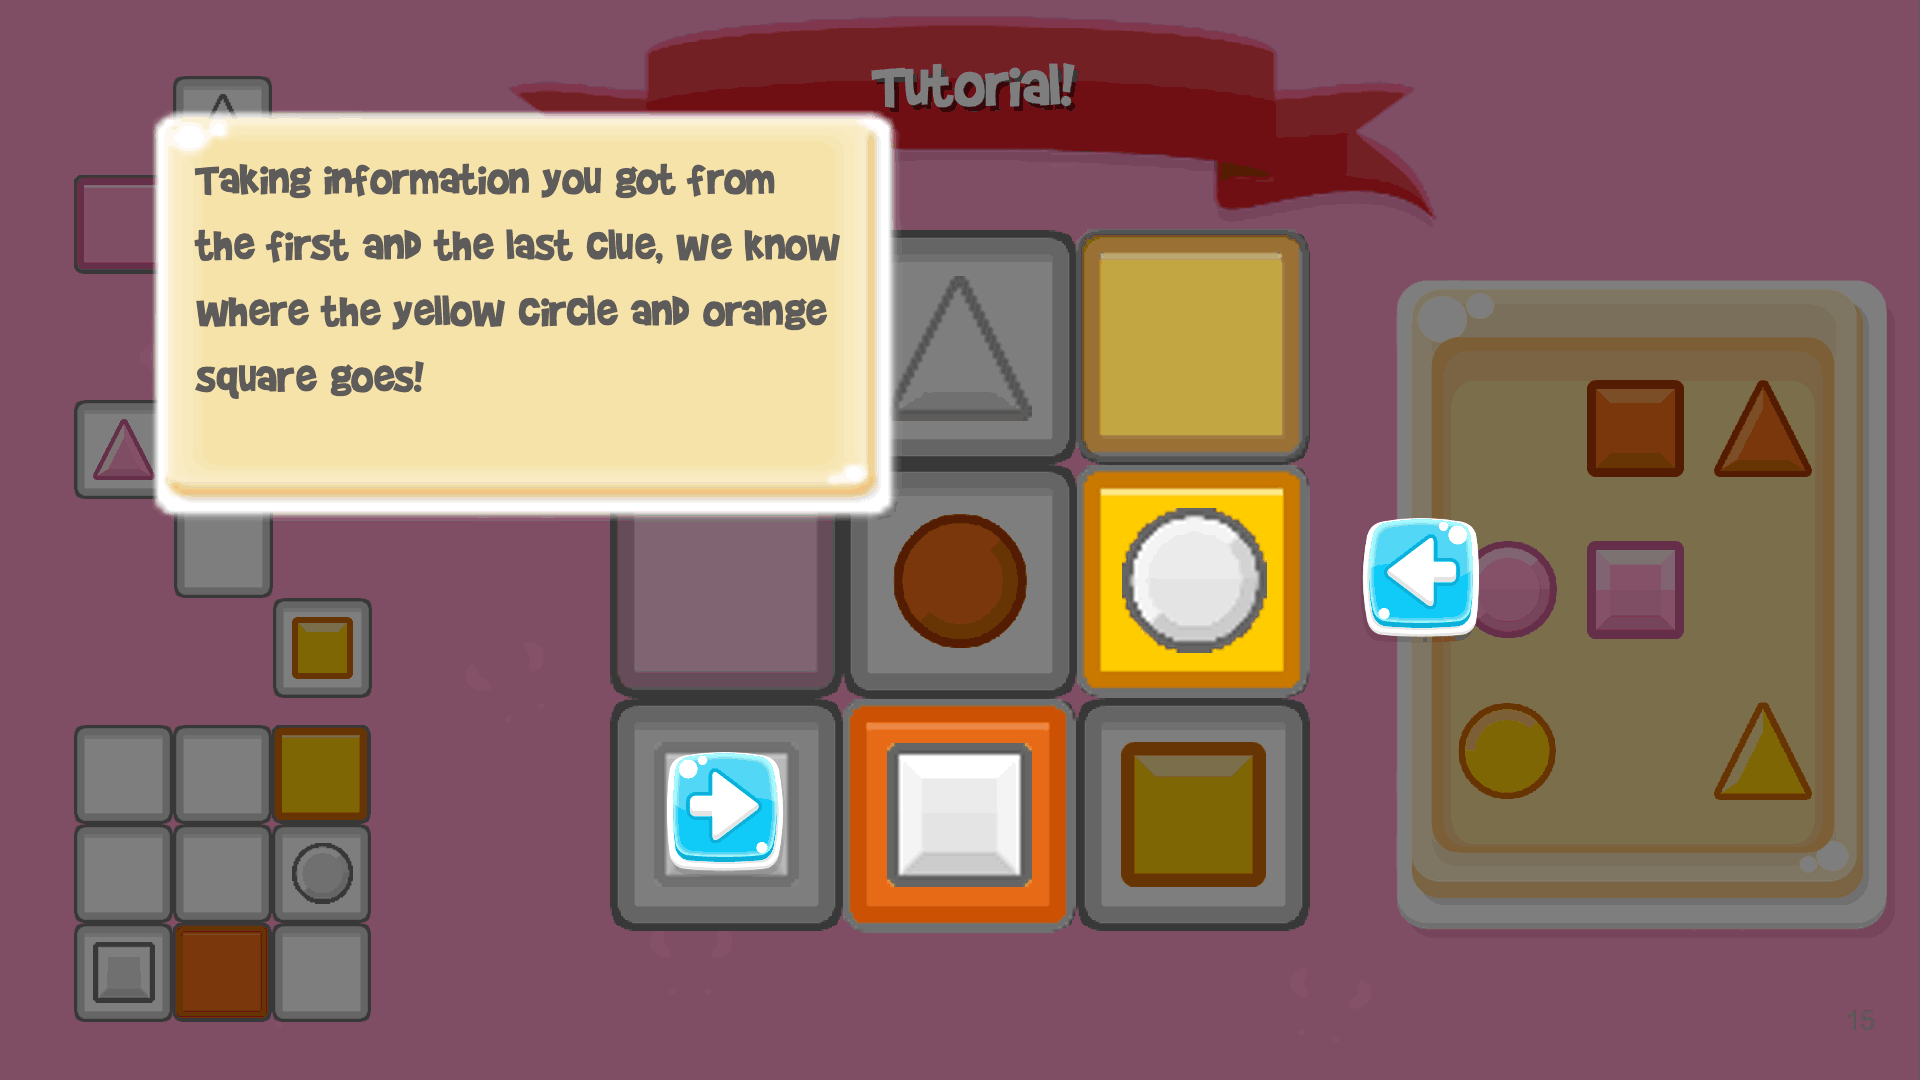 Tutorial!
Taking information you got from
the first and the last clue, we know
where the yellow circle and orange
square goes!
15